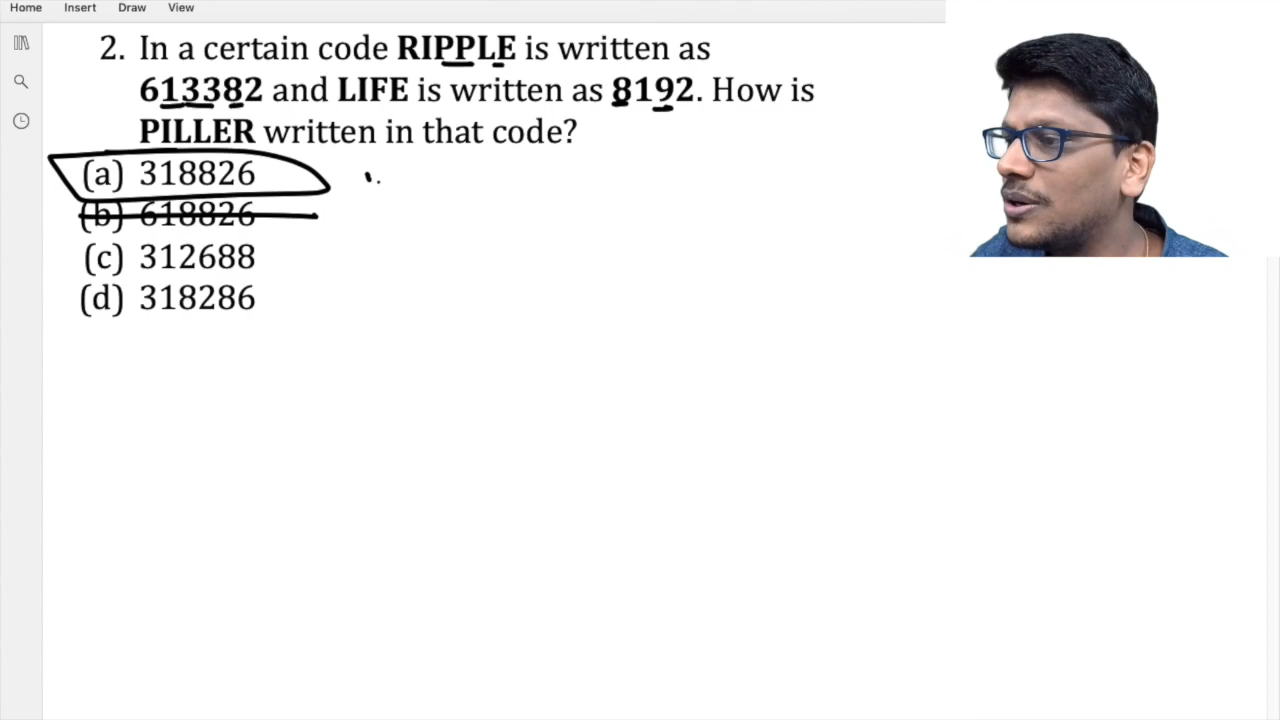 Home Insert Draw View
2. In a certain code RIPPLE is written as
613382 and LIFE is written as 8192. How is
PILLER written in that code?
(a) 318826
(b) 618826
(c) 312688
(d) 318286